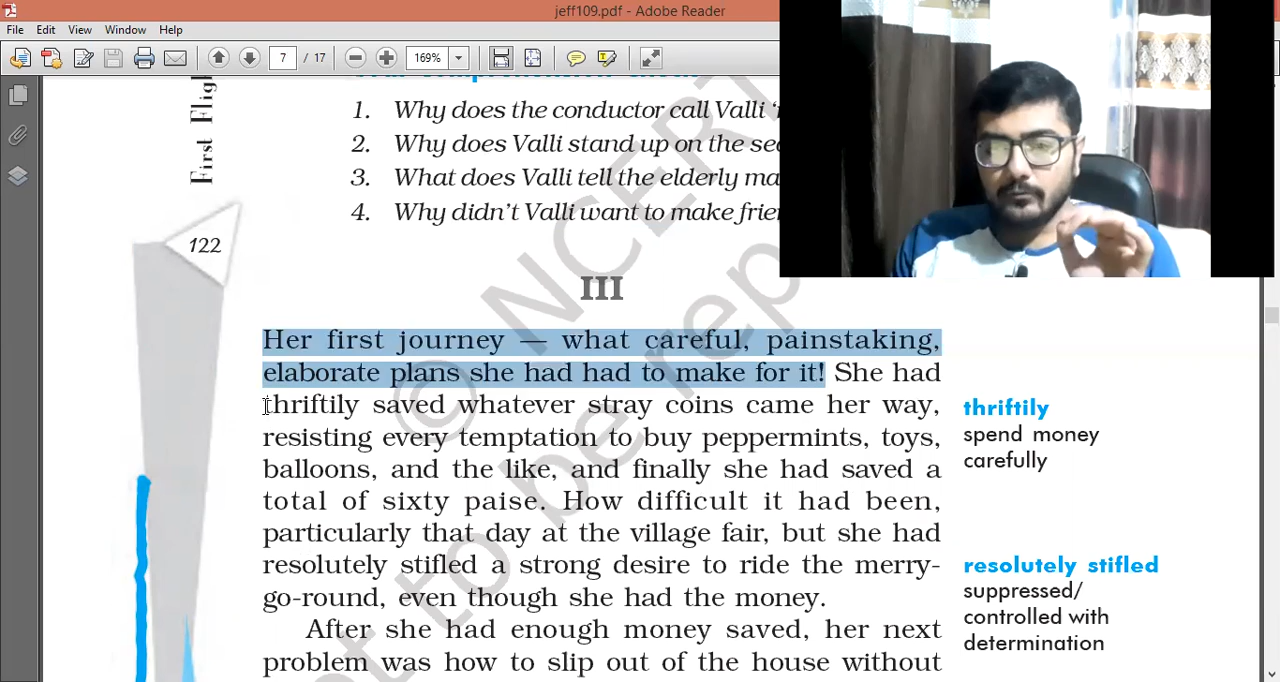 jeff109.pdf - Adobe Reader
File Edit View Window Help
7 / 17 169%
First Flig
1. Why does the conductor call Valli
2. Why does Valli stand up on the
3. What does Valli tell the elderly
4. Why didn't Valli want to make
122
III
Her first journey — what careful, painstaking,
elaborate plans she had had to make for it! She had
thriftily saved whatever stray coins came her way,
resisting every temptation to buy peppermints, toys,
balloons, and the like, and finally she had saved a
total of sixty paise. How difficult it had been,
particularly that day at the village fair, but she had
resolutely stifled a strong desire to ride the merry-
go-round, even though she had the money.
After she had enough money saved, her next
problem was how to slip out of the house without
thriftily
spend money
carefully
resolutely stifled
suppressed/
controlled with
determination
© NCERT
not to be rep